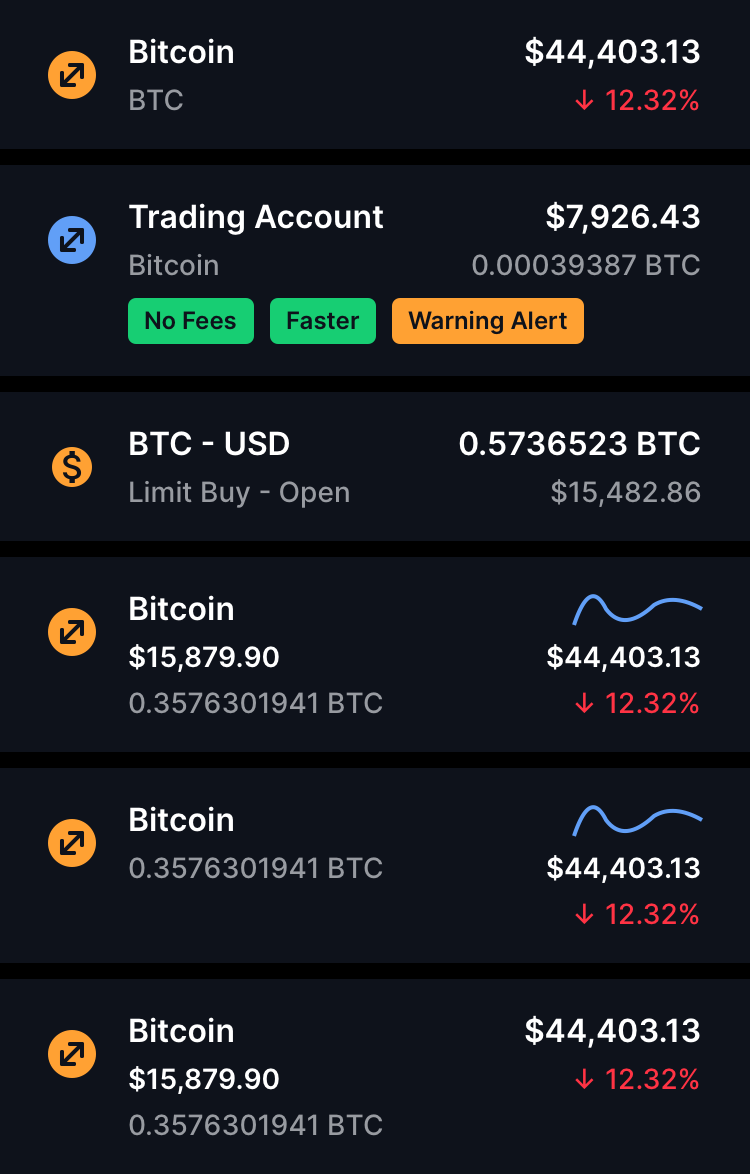 Bitcoin $44,403.13
BTC ↓ 12.32%
Trading Account $7,926.43
Bitcoin 0.00039387 BTC
No Fees Faster Warning Alert
BTC - USD 0.5736523 BTC
$ Limit Buy - Open $15,482.86
Bitcoin
$15,879.90 $44,403.13
0.3576301941 BTC ↓ 12.32%
Bitcoin
0.3576301941 BTC $44,403.13
↓ 12.32%
Bitcoin $44,403.13
$15,879.90 ↓ 12.32%
0.3576301941 BTC